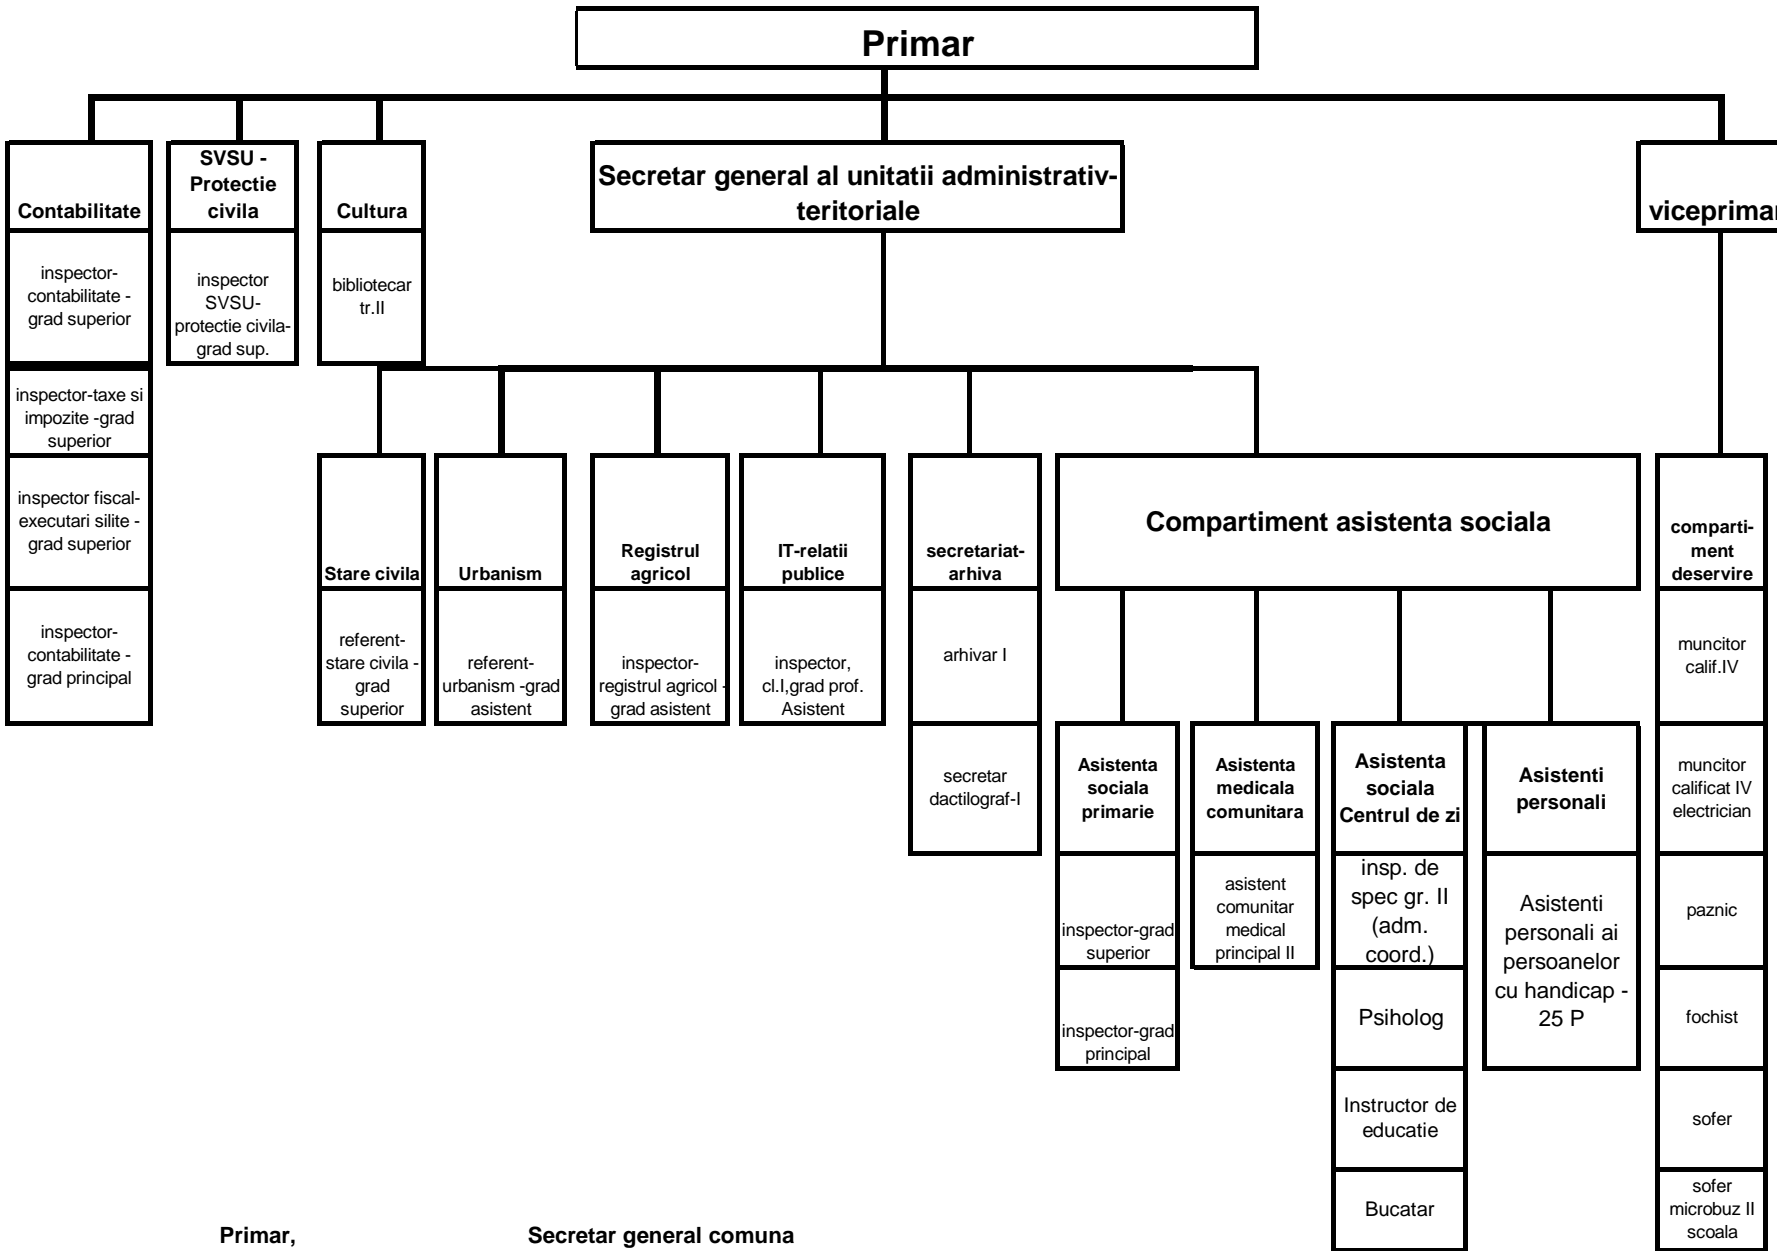 Primar
Contabilitate
SVSU -
Protectie
civila
Cultura
Secretar general al unitatii administrativ-
teritoriale
viceprimar
inspector-
contabilitate -
grad superior
inspector
SVSU-
protectie civila-
grad sup.
bibliotecar
tr.II
inspector-taxe si
impozite -grad
superior
inspector fiscal-
executari silite -
grad superior
inspector-
contabilitate -
grad principal
Stare civila
Urbanism
Registrul
agricol
IT-relatii
publice
secretariat-
arhiva
Compartiment asistenta sociala
comparti-
ment
deservire
referent-
stare civila -
grad
superior
referent-
urbanism -grad
asistent
inspector-
registrul agricol -
grad asistent
inspector,
cl.I,grad prof.
Asistent
arhivar I
secretar
dactilograf-I
Asistenta
sociala
primarie
Asistenta
medicala
comunitara
Asistenta
sociala
Centrul de zi
Asistenti
personali
inspector-grad
superior
inspector-grad
principal
asistent
comunitar
medical
principal II
insp. de
spec gr. II
(adm.
coord.)
Psiholog
Instructor de
educatie
Bucatar
Asistenti
personali ai
persoanelor
cu handicap -
25 P
muncitor
calif.IV
muncitor
calificat IV
electrician
paznic
fochist
sofer
sofer
microbuz II
scoala
Primar,
Secretar general comuna